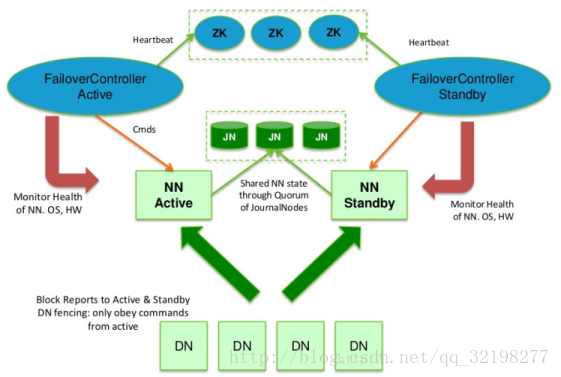 ZK
ZK
ZK
Heartbeat
Heartbeat
FailoverController
Active
FailoverController
Standby
Cmds
JN
JN
JN
NN
Active
Shared NN state
through Quorum
of JournalNodes
NN
Standby
Monitor Health
of NN. OS, HW
Monitor Health
of NN. OS, HW
Block Reports to Active & Standby
DN fencing: only obey commands
from active
DN
DN
DN
DN
http://blog.csdn.net/qq_32198277